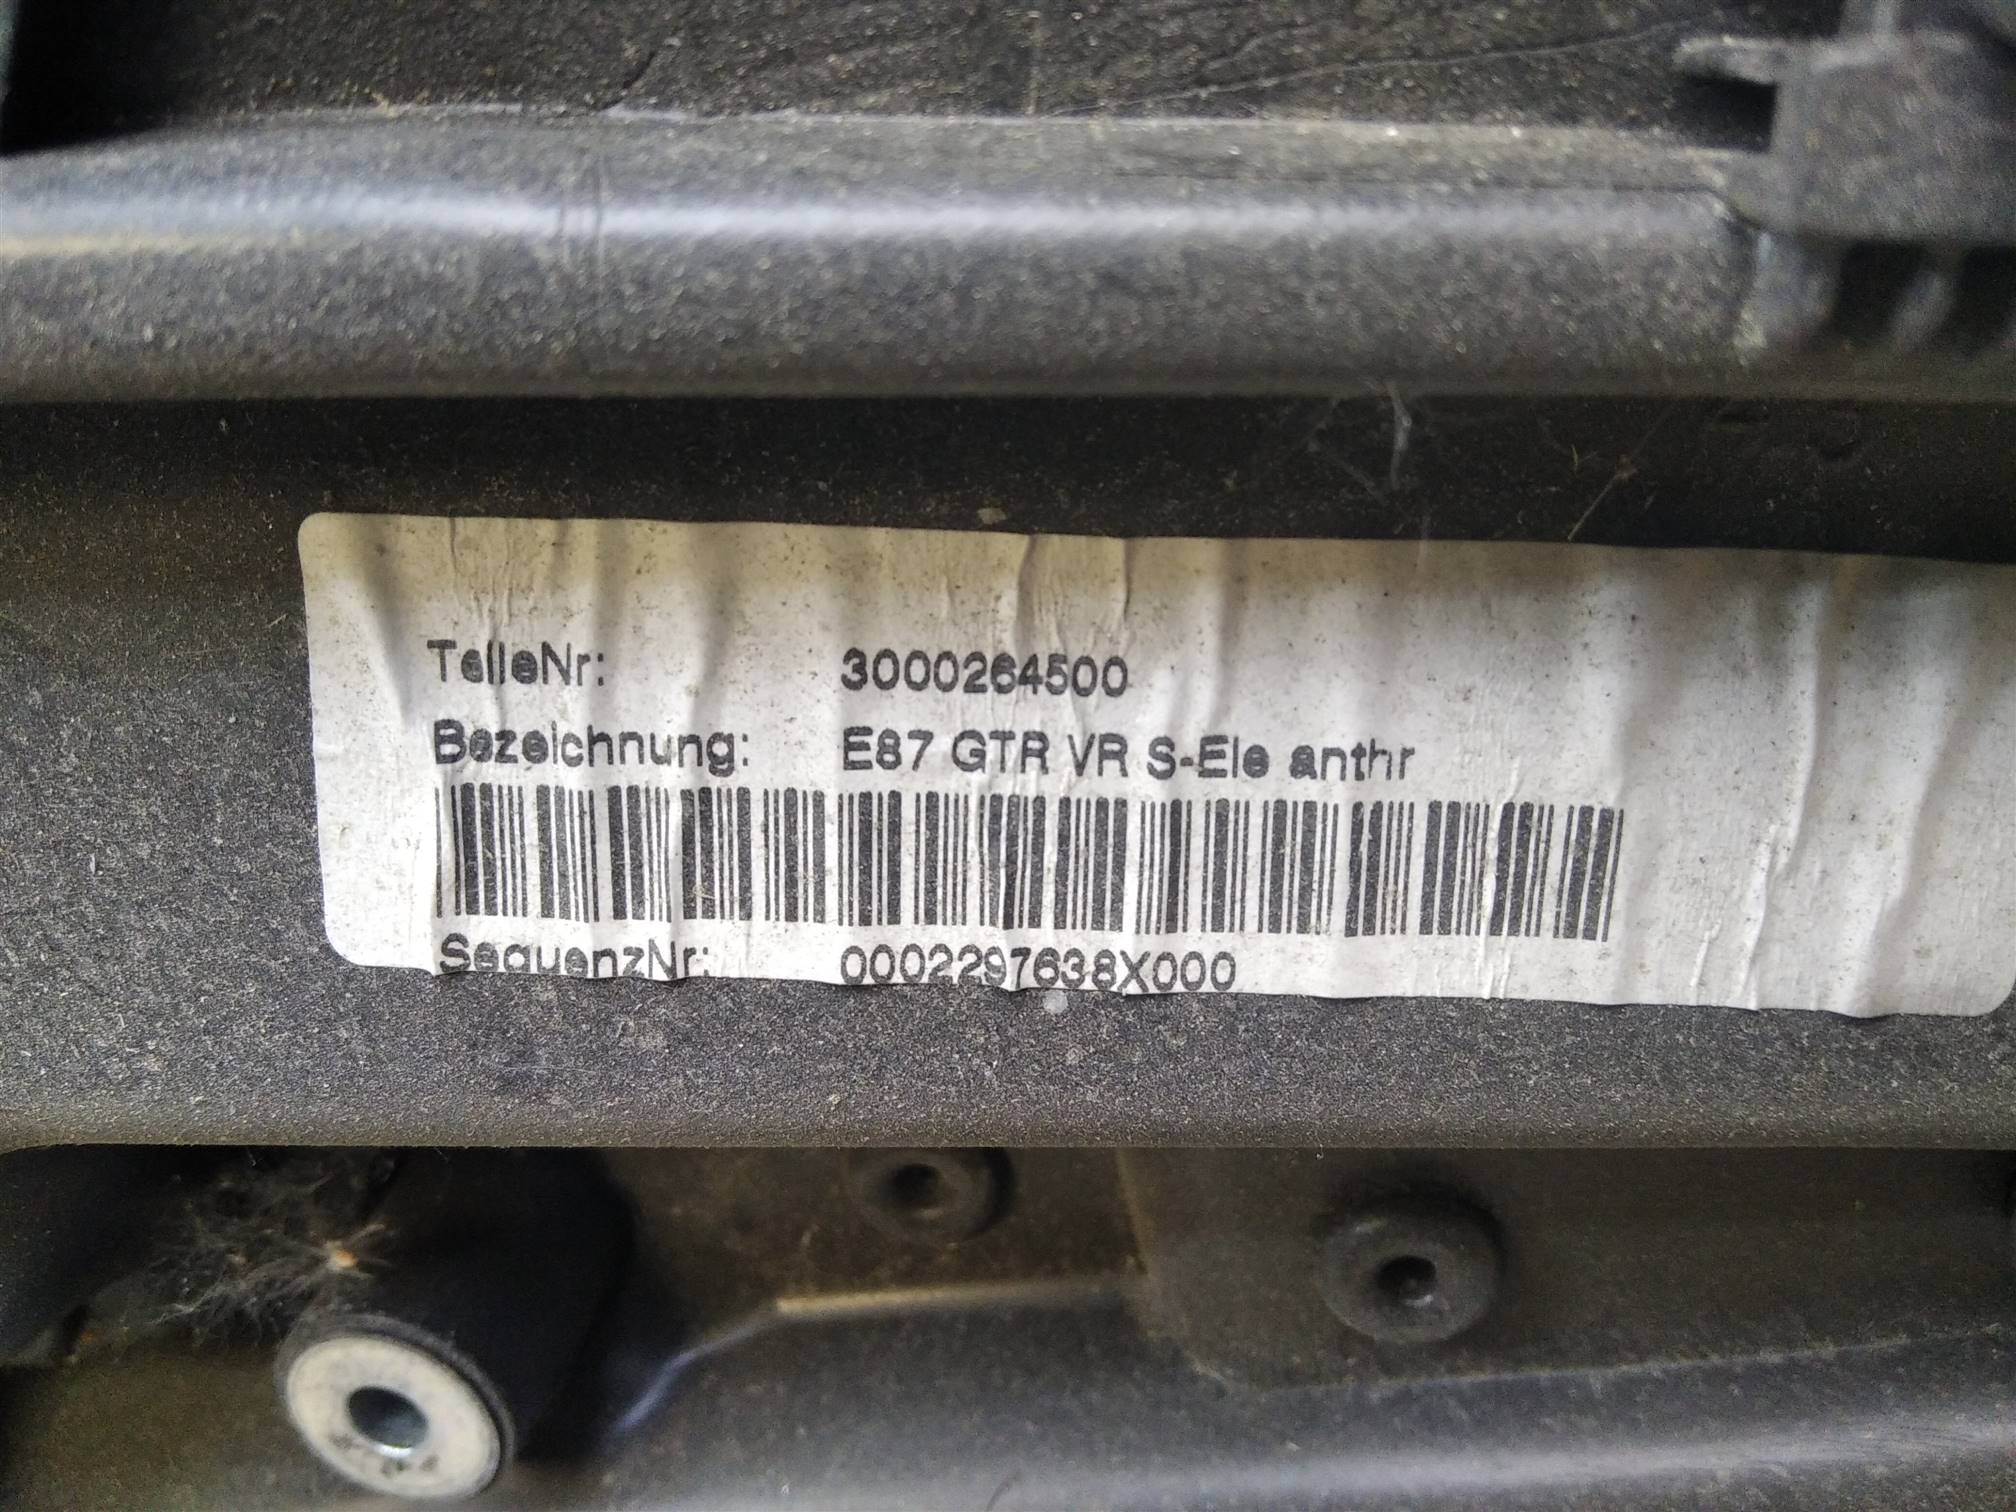 TeileNr: 3000264500
Bezeichnung: E87 GTR VR S-Ele anthr
SequenzNr: 0002297638X000